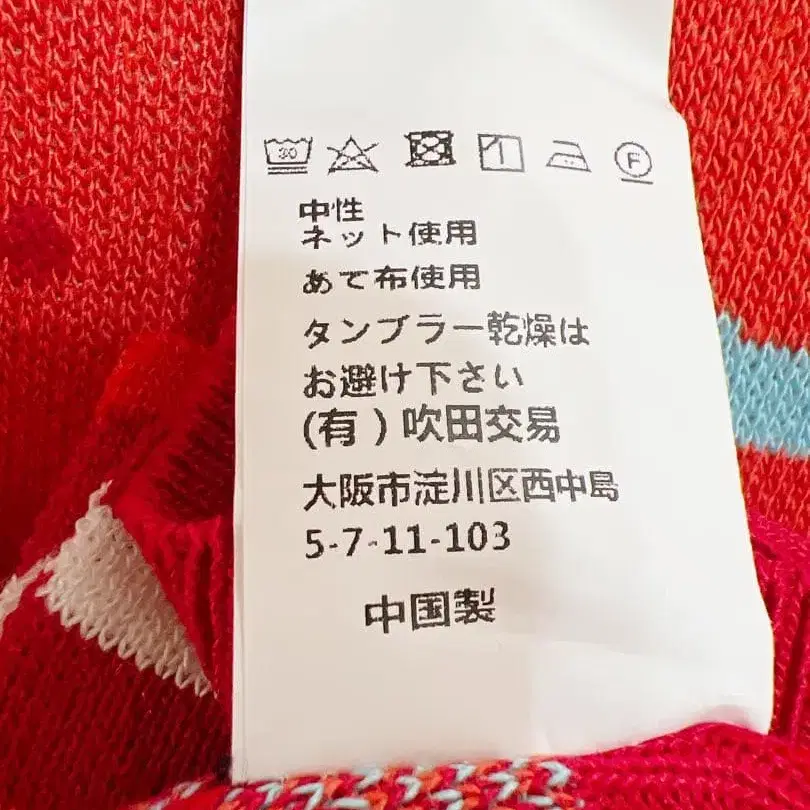 30 F
中性
ネット使用
あて布使用
タンブラー乾燥は
お避け下さい
(有)吹田交易
大阪市淀川区西中島
5-7-11-103
中国製